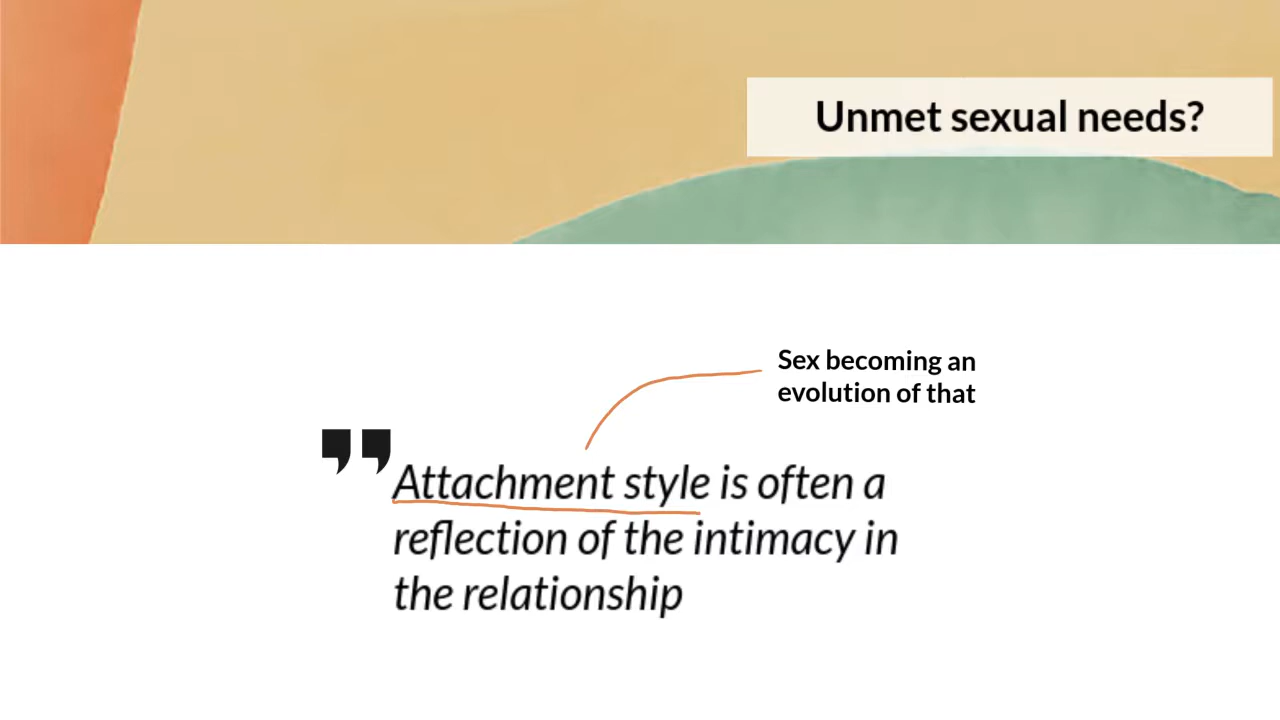 Unmet sexual needs?
Sex becoming an
evolution of that
❜❜ Attachment style is often a
reflection of the intimacy in
the relationship